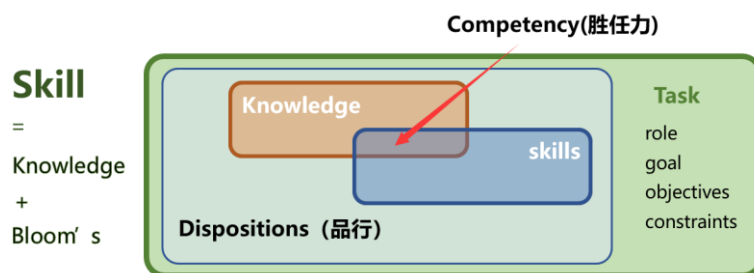 Competency(胜任力)
Skill
=
Knowledge
+
Bloom's
Knowledge
skills
Dispositions（品行）
Task
role
goal
objectives
constraints